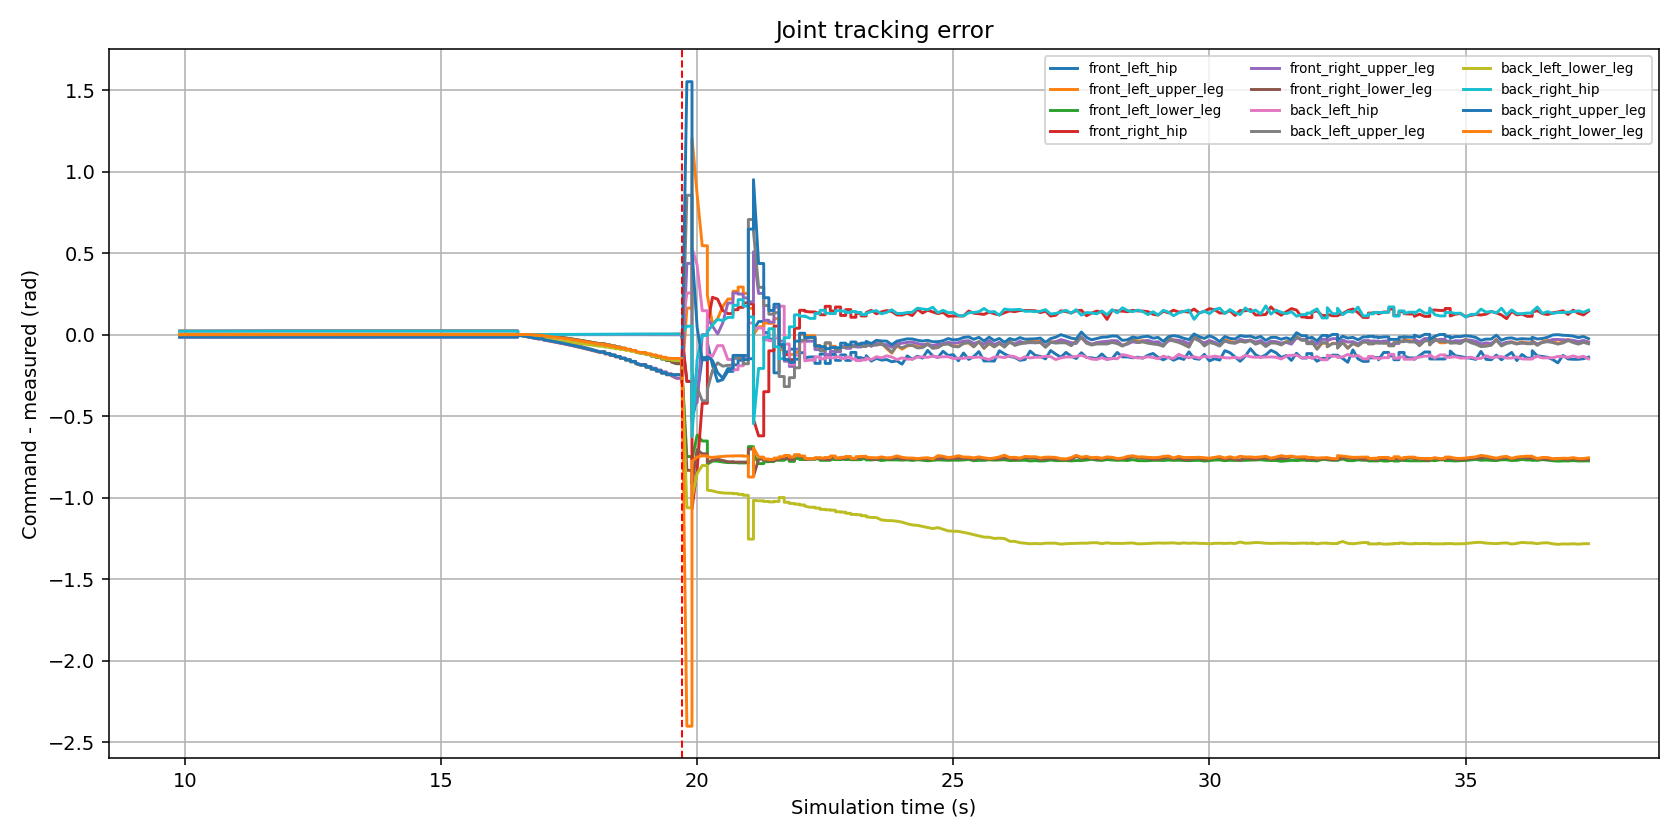 Joint tracking error
front_left_hip
front_left_upper_leg
front_left_lower_leg
front_right_hip
front_right_upper_leg
front_right_lower_leg
back_left_hip
back_left_upper_leg
back_left_lower_leg
back_right_hip
back_right_upper_leg
back_right_lower_leg
Command - measured (rad)
1.5
1.0
0.5
0.0
−0.5
−1.0
−1.5
−2.0
−2.5
10 15 20 25 30 35
Simulation time (s)